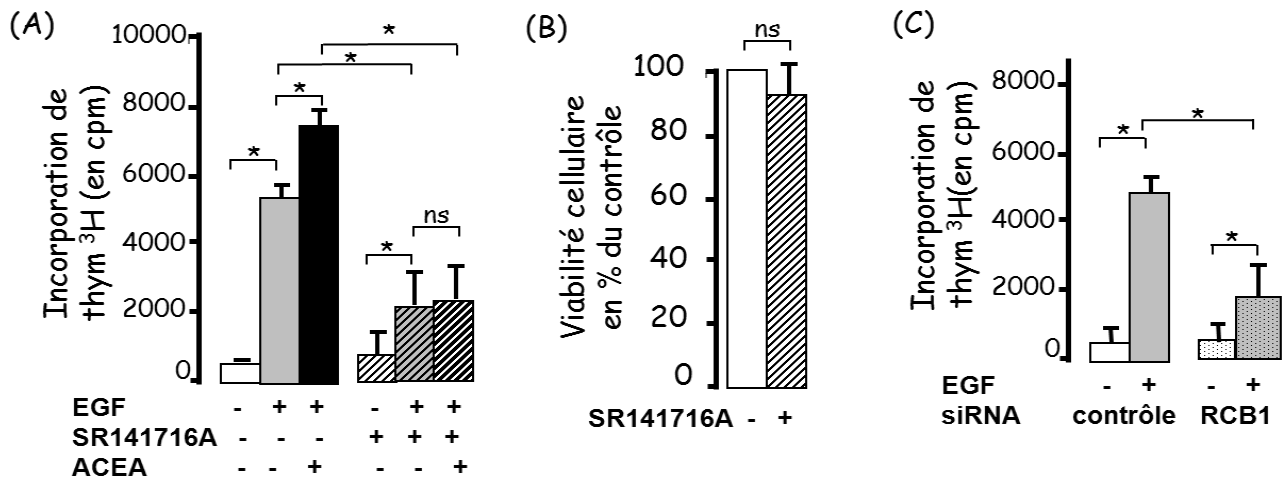 (A)
Incorporation de
thym ³H (en cpm)
10000
8000
6000
4000
2000
0
*
*
*
*
*
ns
EGF - + + - + +
SR141716A - - - + + +
ACEA - - + - - +
(B)
Viabilité cellulaire
en % du contrôle
100
80
60
40
20
0
ns
SR141716A - +
(C)
Incorporation de
thym ³H(en cpm)
8000
6000
4000
2000
0
*
*
*
EGF - + - +
siRNA contrôle RCB1